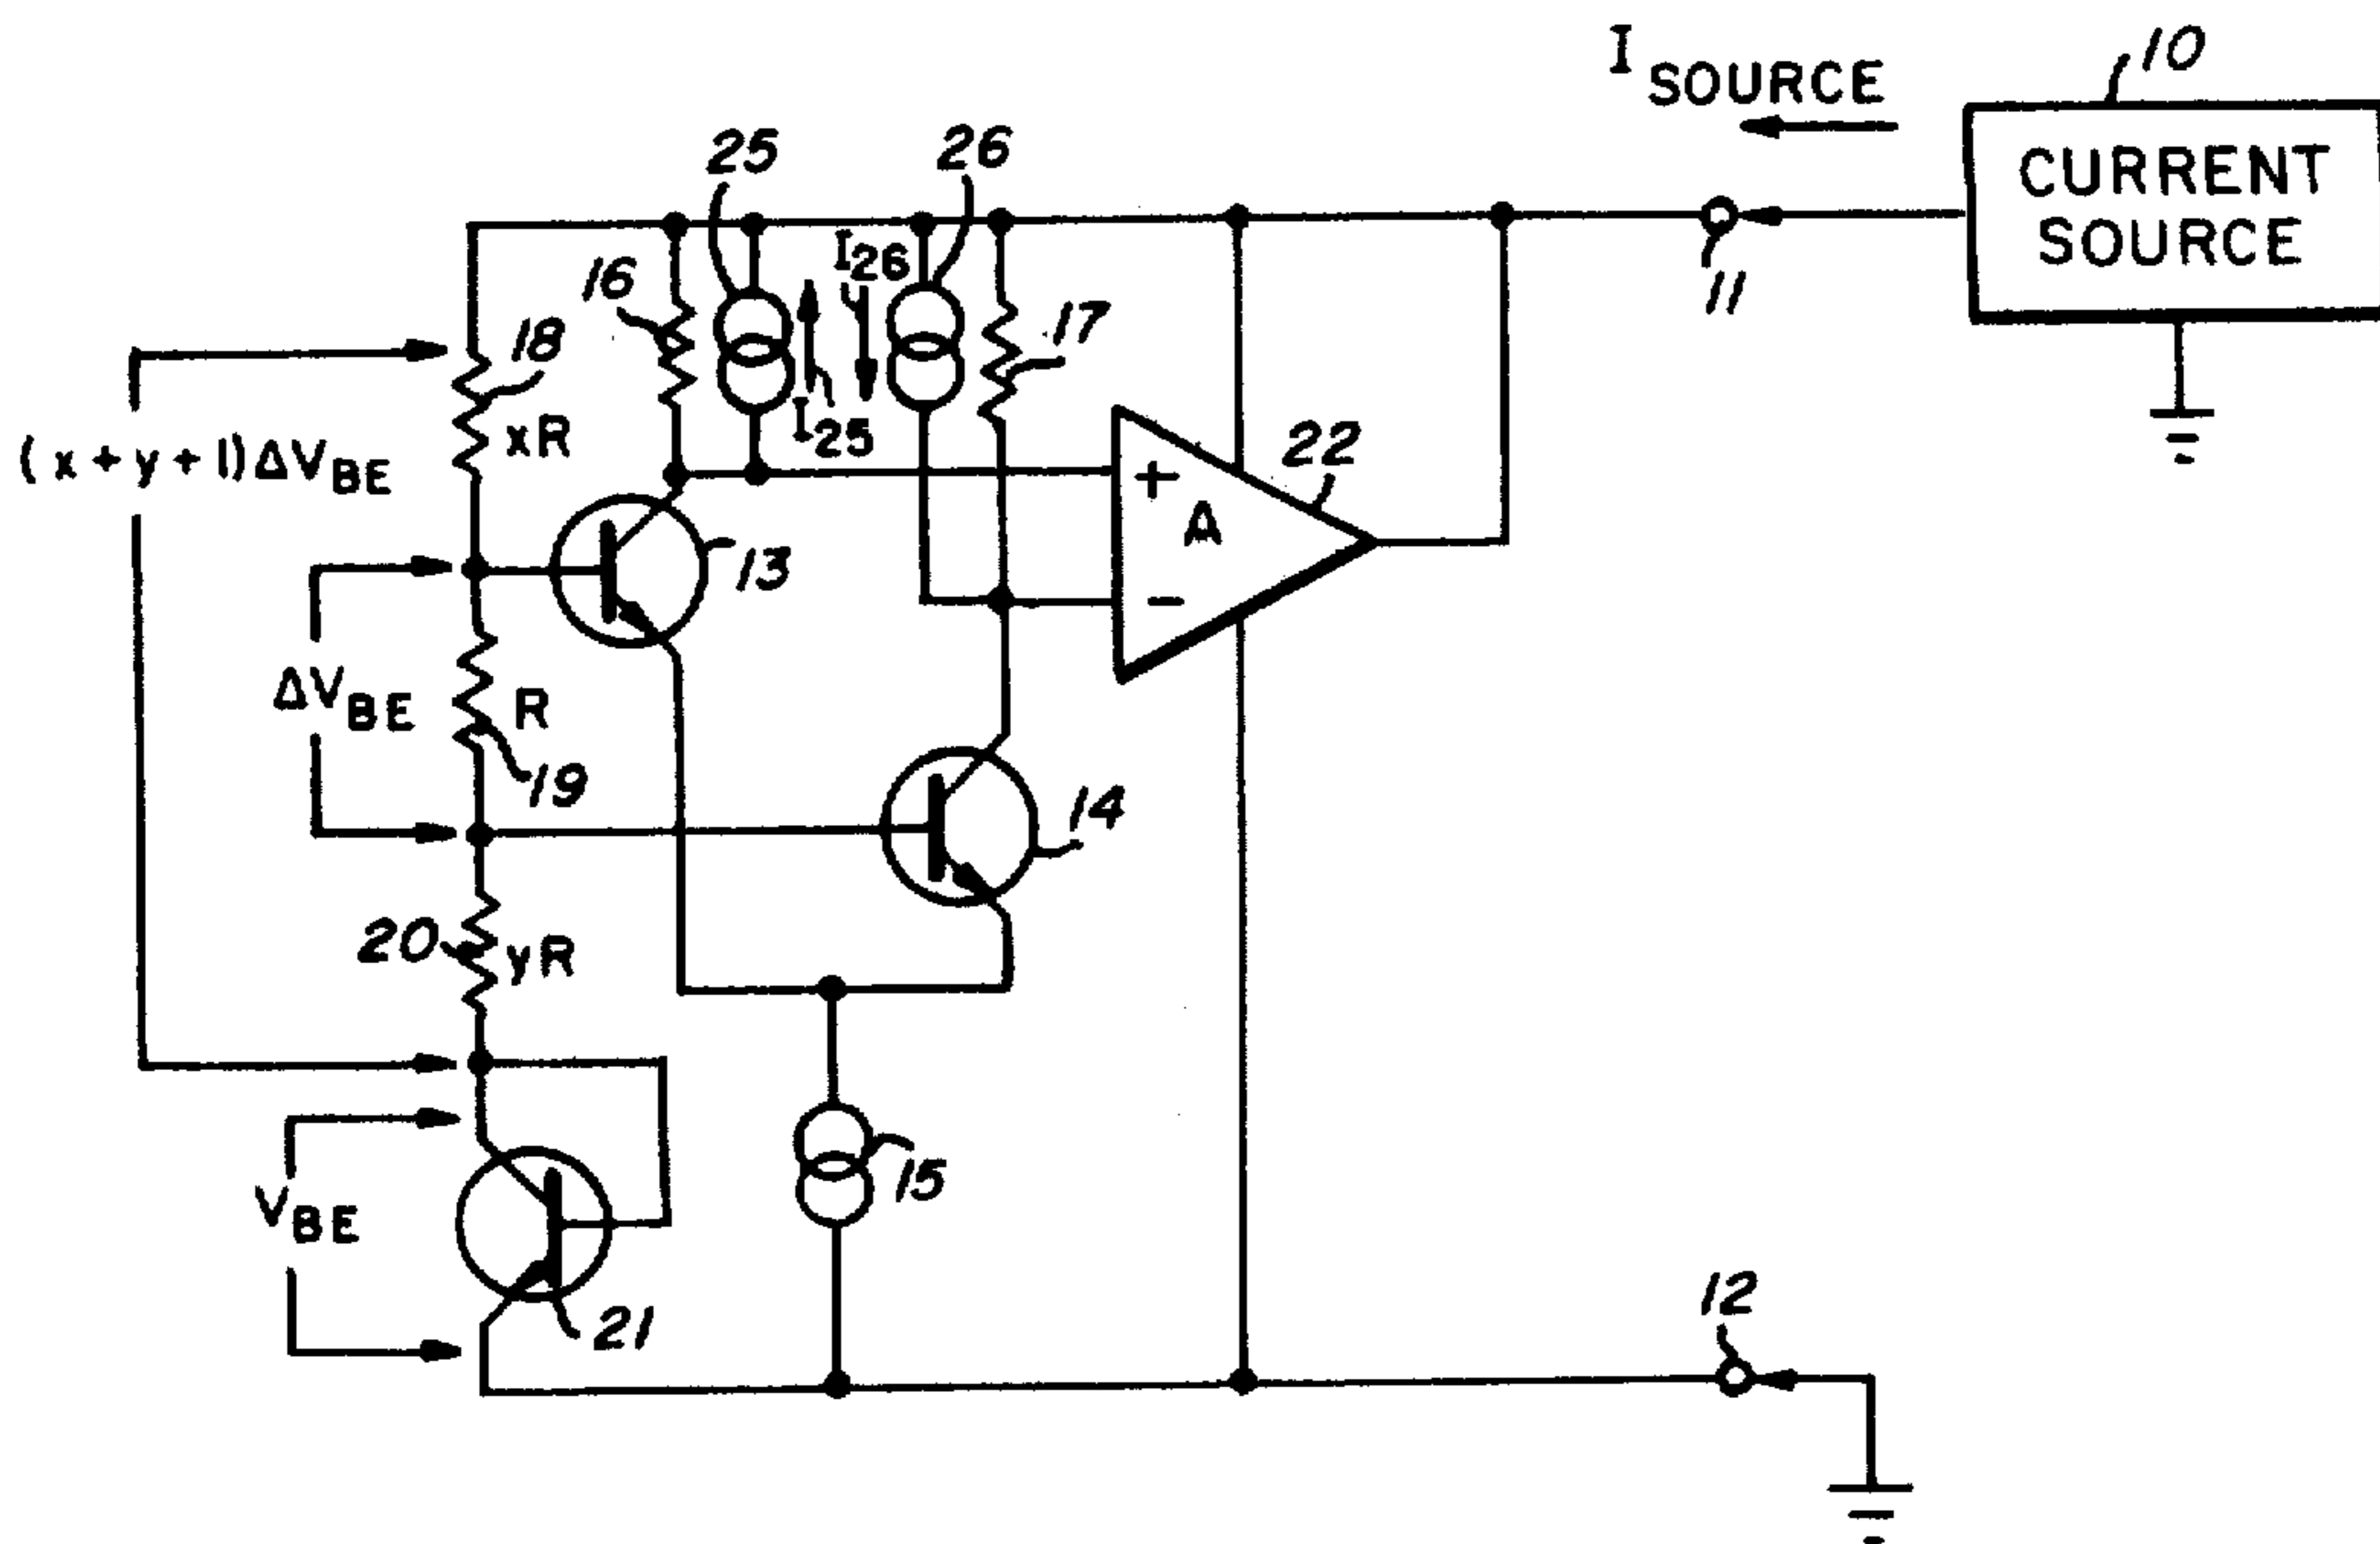 I SOURCE
10
CURRENT
SOURCE
25
26
I26
16
18
17
11
I25
xR
22
(x+y+1)ΔVBE
+
A
13
-
ΔVBE
R
19
14
20
yR
15
VBE
21
12